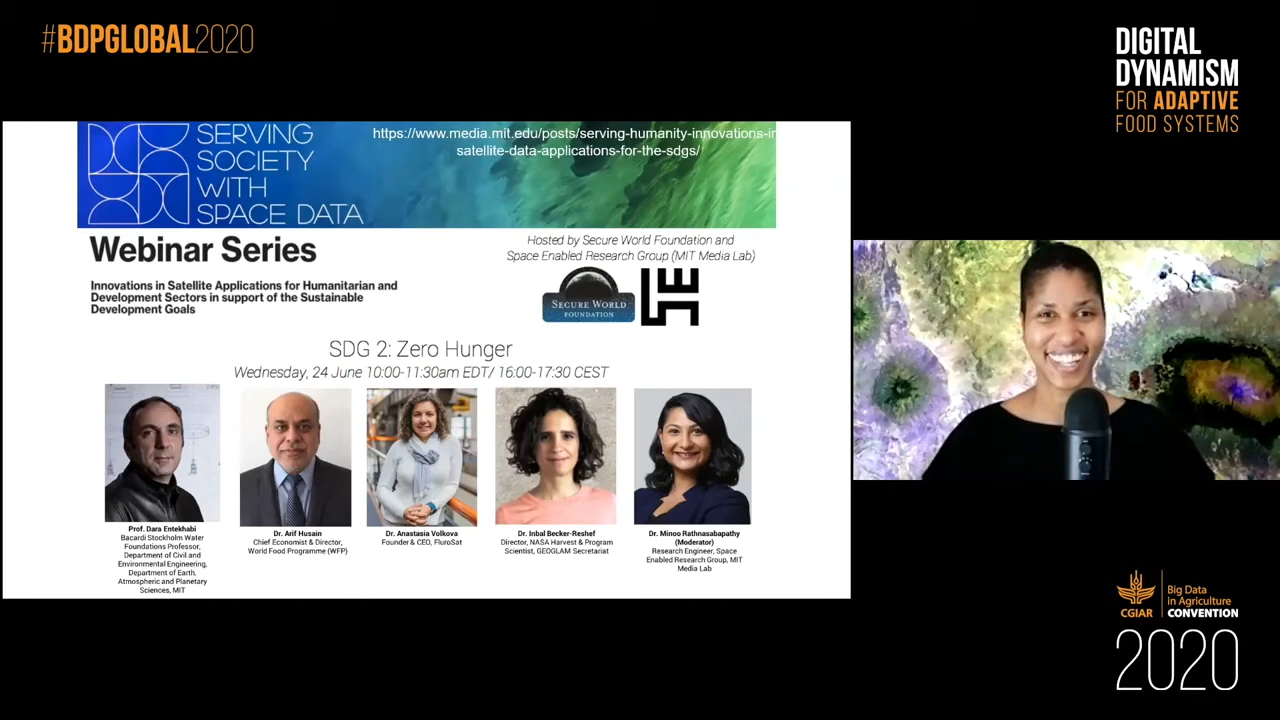 #BDPGLOBAL2020
DIGITAL
DYNAMISM
FOR ADAPTIVE
FOOD SYSTEMS
SERVING
SOCIETY
WITH
SPACE DATA
https://www.media.mit.edu/posts/serving-humanity-innovations-in
satellite-data-applications-for-the-sdgs/
Webinar Series
Hosted by Secure World Foundation and
Space Enabled Research Group (MIT Media Lab)
Innovations in Satellite Applications for Humanitarian and
Development Sectors in support of the Sustainable
Development Goals
SECURE WORLD
FOUNDATION
SDG 2: Zero Hunger
Wednesday, 24 June 10:00-11:30am EDT/ 16:00-17:30 CEST
Prof. Dara Entekhabi
Bacardi Stockholm Water
Foundations Professor,
Department of Civil and
Environmental Engineering,
Department of Earth,
Atmospheric and Planetary
Sciences, MIT
Dr. Arif Husain
Chief Economist & Director,
World Food Programme (WFP)
Dr. Anastasia Volkova
Founder & CEO, FluroSat
Dr. Inbal Becker-Reshef
Director, NASA Harvest & Program
Scientist, GEOGLAM Secretariat
Dr. Minoo Rathnasabapathy
(Moderator)
Research Engineer, Space
Enabled Research Group, MIT
Media Lab
CGIAR
Big Data
in Agriculture
CONVENTION
2020